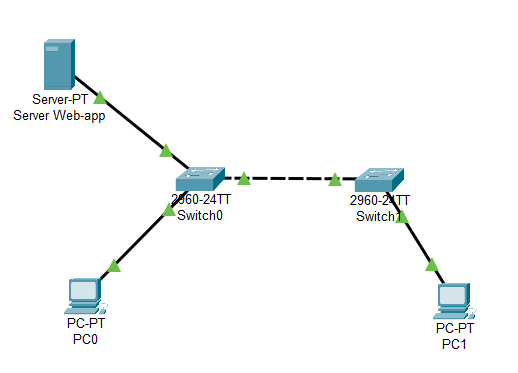 Server-PT
Server Web-app
2960-24TT
Switch0
2960-24TT
Switch1
PC-PT
PC0
PC-PT
PC1